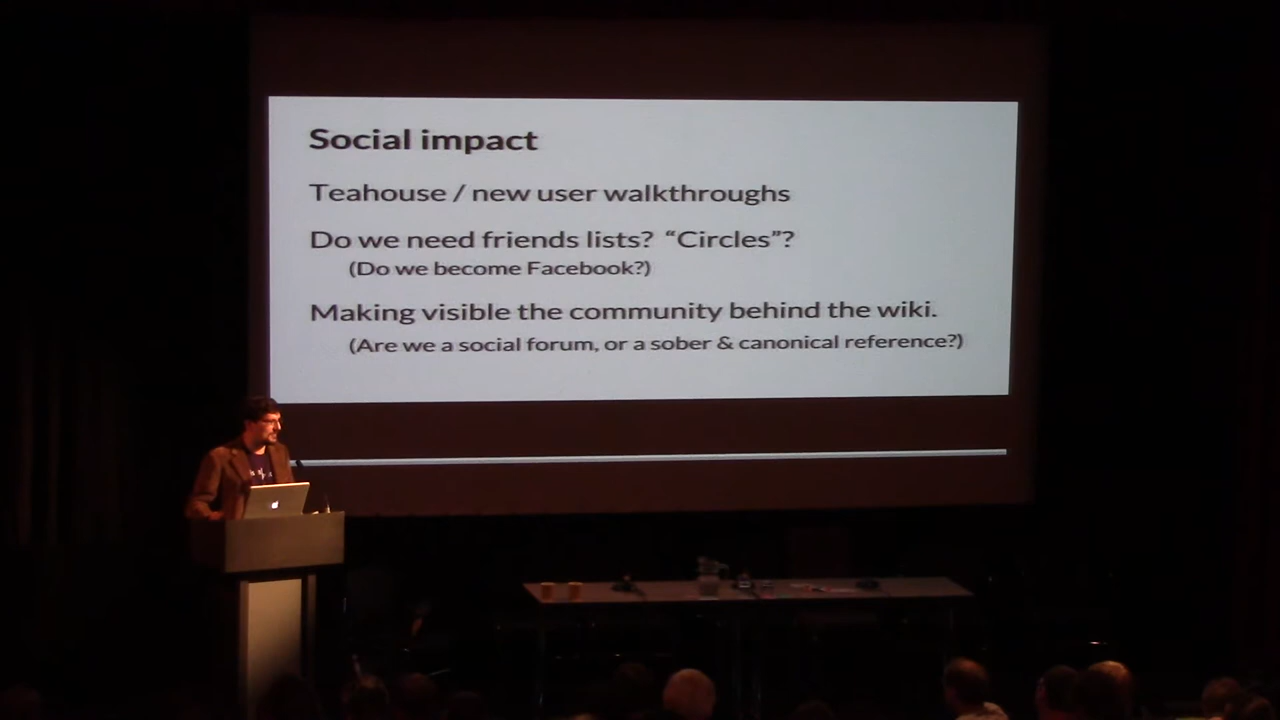 Social impact
Teahouse / new user walkthroughs
Do we need friends lists? “Circles”?
(Do we become Facebook?)
Making visible the community behind the wiki.
(Are we a social forum, or a sober & canonical reference?)